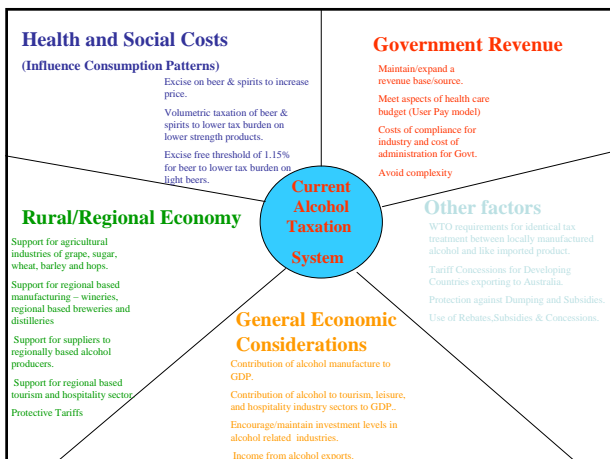 Health and Social Costs
(Influence Consumption Patterns)
Excise on beer & spirits to increase
price.
Volumetric taxation of beer &
spirits to lower tax burden on
lower strength products.
Excise free threshold of 1.15%
for beer to lower tax burden on
light beers.
Government Revenue
Maintain/expand a
revenue base/source.
Meet aspects of health care
budget (User Pay model)
Costs of compliance for
industry and cost of
administration for Govt.
Avoid complexity
Current
Alcohol
Taxation
System
Rural/Regional Economy
Support for agricultural
industries of grape, sugar,
wheat, barley and hops.
Support for regional based
manufacturing – wineries,
regional based breweries and
distilleries
Support for suppliers to
regionally based alcohol
producers.
Support for regional based
tourism and hospitality sector
Protective Tariffs
Other factors
WTO requirements for identical tax
treatment between locally manufactured
alcohol and like imported product.
Tariff Concessions for Developing
Countries exporting to Australia.
Protection against Dumping and Subsidies.
Use of Rebates,Subsidies & Concessions.
General Economic
Considerations
Contribution of alcohol manufacture to
GDP.
Contribution of alcohol to tourism, leisure,
and hospitality industry sectors to GDP..
Encourage/maintain investment levels in
alcohol related industries.
Income from alcohol exports.